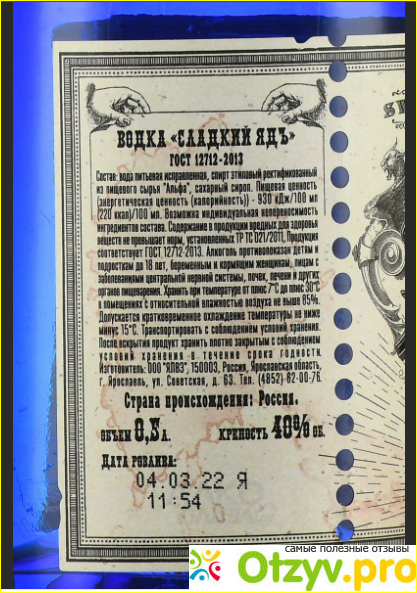 ВОДКА «СЛАДКИЙ ЯДЪ»
ГОСТ 12712-2013
Состав: вода питьевая исправленная, спирт этиловый ректификованный
из пищевого сырья "Альфа", сахарный сироп. Пищевая ценность
(энергетическая ценность (калорийность)) - 930 кДж/100 мл
(220 ккал)/100 мл. Возможна индивидуальная непереносимость
ингредиентов состава. Содержание в продукции вредных для здоровья
веществ не превышает норм, установленных ТР ТС 021/2011. Продукция
соответствует ГОСТ 12712-2013. Алкоголь противопоказан детям и
подросткам до 18 лет, беременным и кормящим женщинам, лицам с
заболеваниями центральной нервной системы, почек, печени и других
органов пищеварения. Хранить при температуре от плюс 7°С до плюс 30°С
в помещениях с относительной влажностью воздуха не выше 85%.
Допускается кратковременное охлаждение температуры не ниже
минус 15°С. Транспортировать с соблюдением условий хранения.
После вскрытия продукт хранить плотно закрытым с соблюдением
условий хранения в течение срока годности.
Изготовитель: ООО "ЯЛВЗ", 150003, Россия, Ярославская область,
г. Ярославль, ул. Советская, д. 63. Тел. (4852) 62-00-76.
Страна происхождения: Россия.
ОБЪЕМ 0,5 Л. КРЕПОСТЬ 40% ОБ.
ДАТА РОЗЛИВА:
04.03.22 Я
11:54
самые полезные отзывы
Otzyv.pro